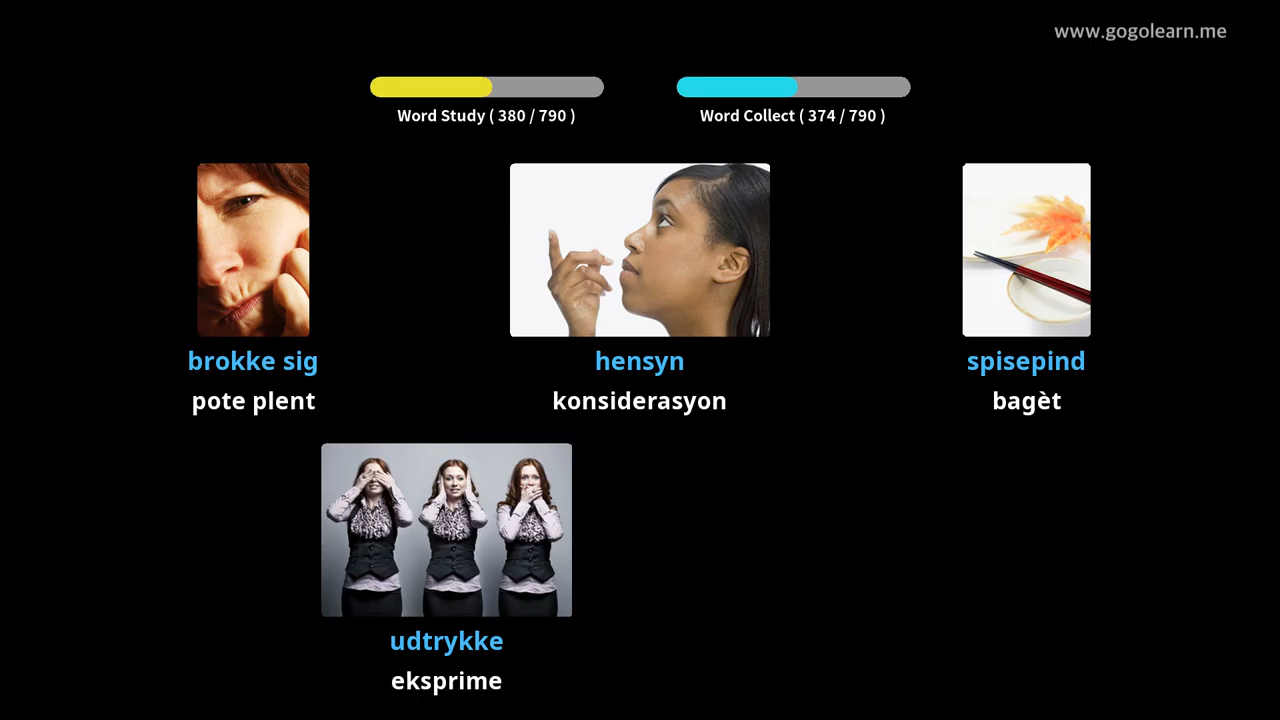 www.gogolearn.me
Word Study ( 380 / 790 )
Word Collect ( 374 / 790 )
brokke sig
pote plent
hensyn
konsiderasyon
spisepind
bagèt
udtrykke
eksprime